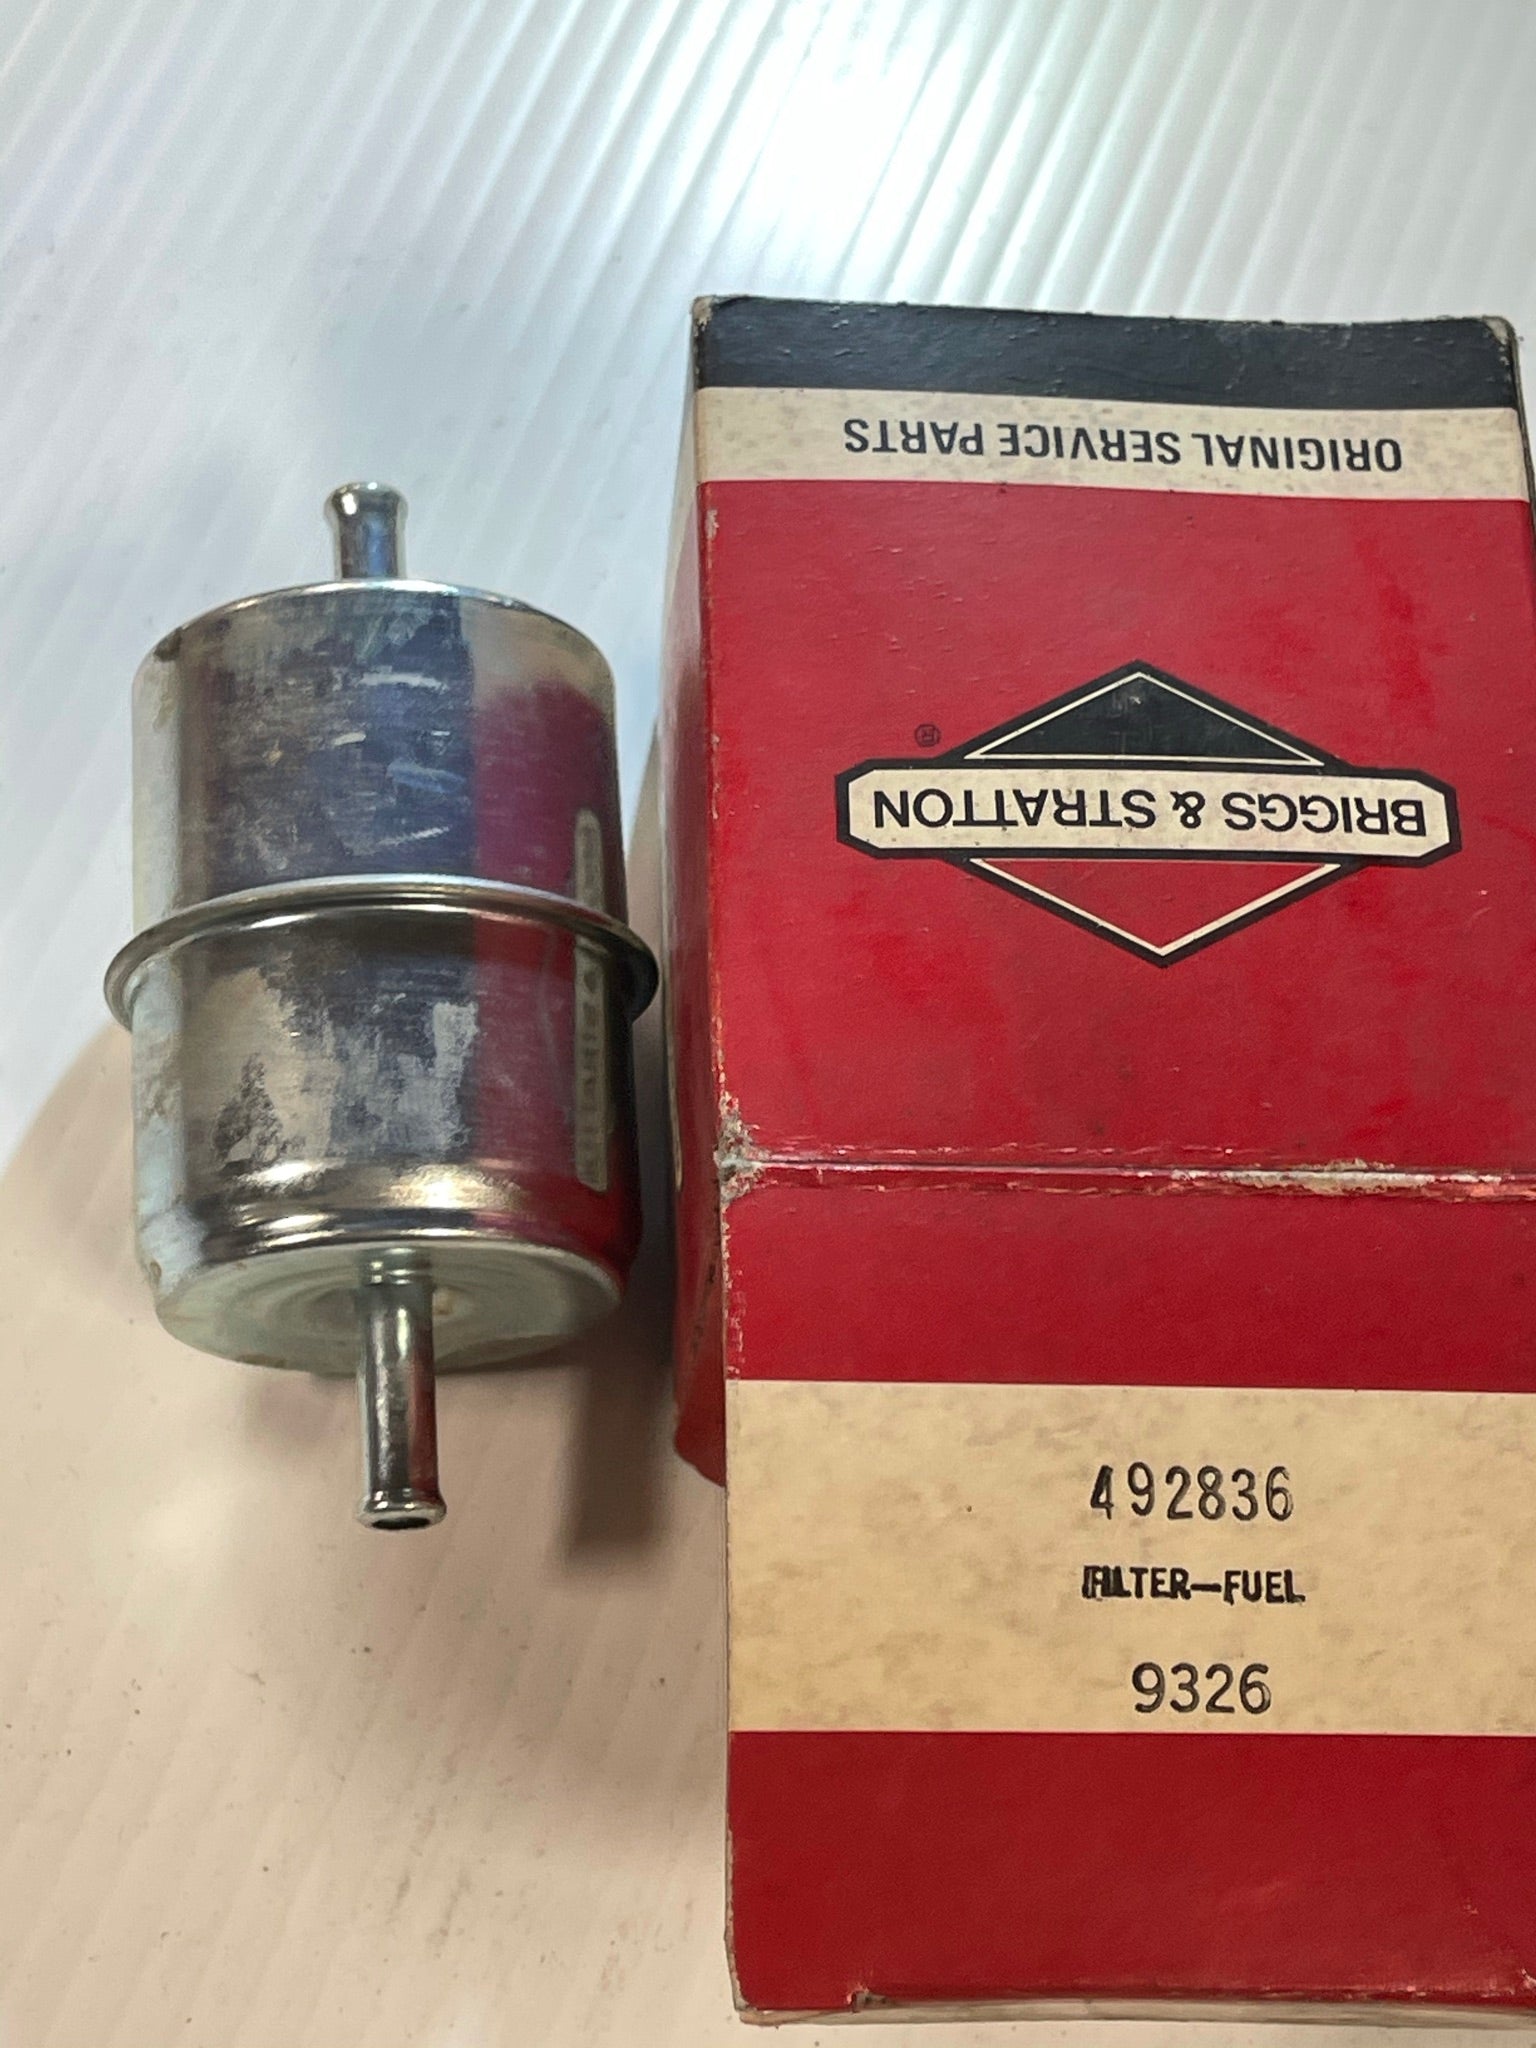 ORIGINAL SERVICE PARTS
BRIGGS & STRATTON
®
492836
FILTER-FUEL
9326